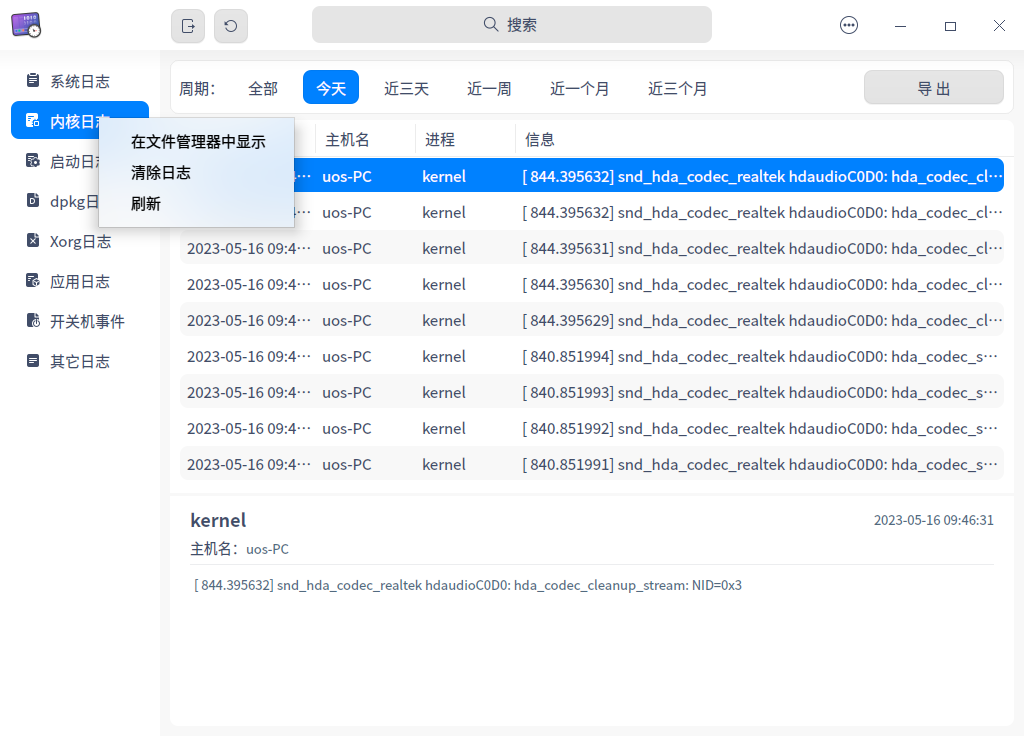 搜索
系统日志
内核日志
启动日志
dpkg日
Xorg日志
应用日志
开关机事件
其它日志
在文件管理器中显示
清除日志
刷新
周期： 全部 今天 近三天 近一周 近一个月 近三个月 导 出
主机名 进程 信息
4··· uos-PC kernel [ 844.395632] snd_hda_codec_realtek hdaudioC0D0: hda_codec_cl···
4··· uos-PC kernel [ 844.395632] snd_hda_codec_realtek hdaudioC0D0: hda_codec_cl···
2023-05-16 09:4··· uos-PC kernel [ 844.395631] snd_hda_codec_realtek hdaudioC0D0: hda_codec_cl···
2023-05-16 09:4··· uos-PC kernel [ 844.395630] snd_hda_codec_realtek hdaudioC0D0: hda_codec_cl···
2023-05-16 09:4··· uos-PC kernel [ 844.395629] snd_hda_codec_realtek hdaudioC0D0: hda_codec_cl···
2023-05-16 09:4··· uos-PC kernel [ 840.851994] snd_hda_codec_realtek hdaudioC0D0: hda_codec_s···
2023-05-16 09:4··· uos-PC kernel [ 840.851993] snd_hda_codec_realtek hdaudioC0D0: hda_codec_s···
2023-05-16 09:4··· uos-PC kernel [ 840.851992] snd_hda_codec_realtek hdaudioC0D0: hda_codec_s···
2023-05-16 09:4··· uos-PC kernel [ 840.851991] snd_hda_codec_realtek hdaudioC0D0: hda_codec_s···
kernel 2023-05-16 09:46:31
主机名： uos-PC
[ 844.395632] snd_hda_codec_realtek hdaudioC0D0: hda_codec_cleanup_stream: NID=0x3